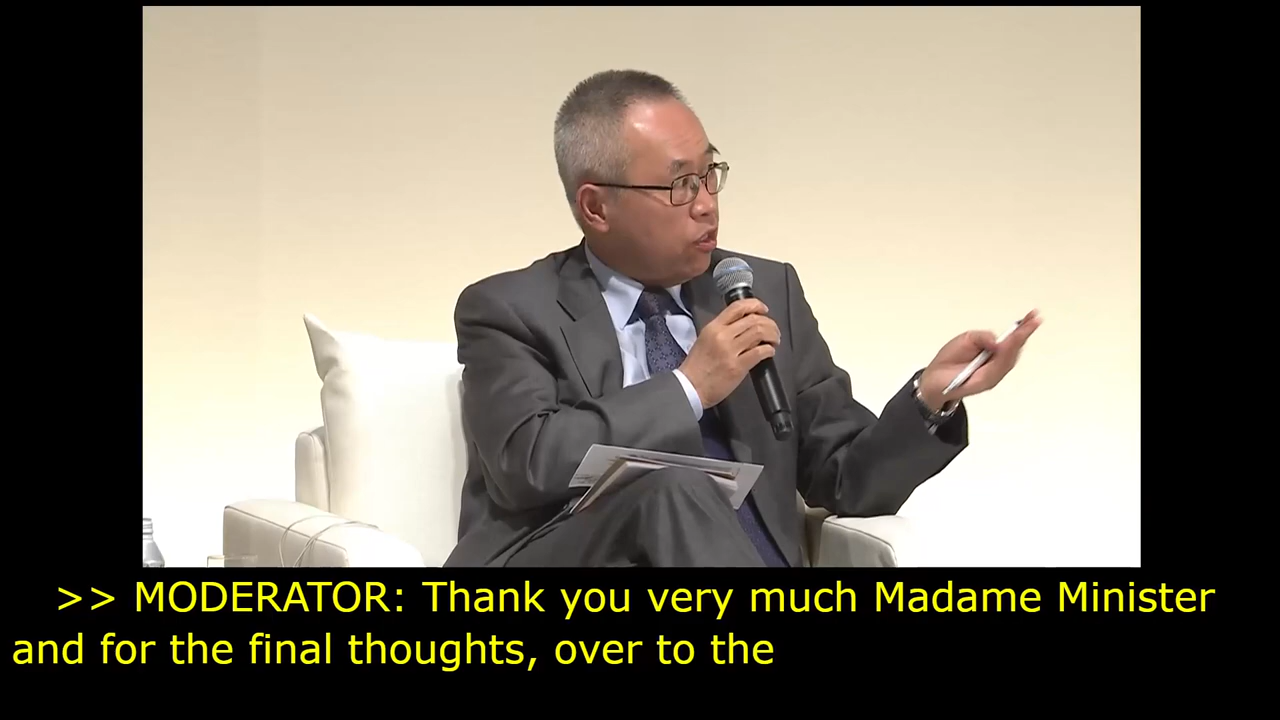 >> MODERATOR: Thank you very much Madame Minister
and for the final thoughts, over to the